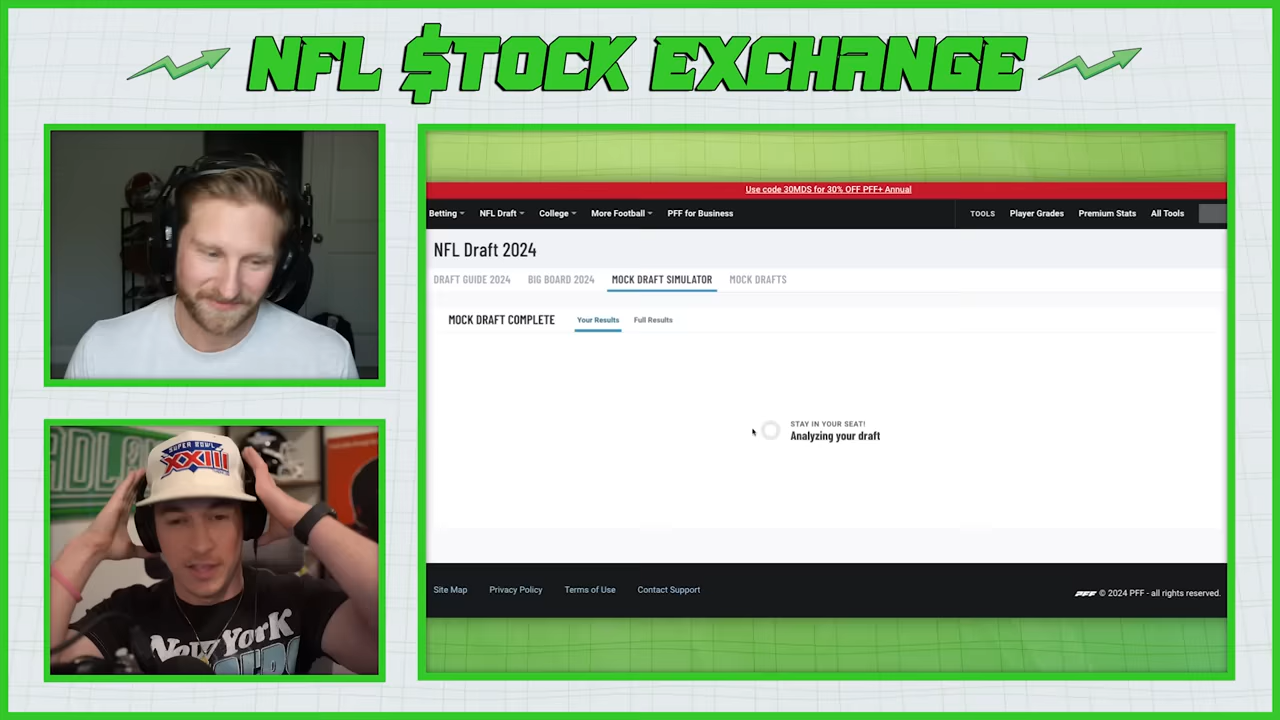 NFL $TOCK EXCHANGE
Use code 30MDS for 30% OFF PFF+ Annual
Betting NFL Draft College More Football PFF for Business TOOLS Player Grades Premium Stats All Tools
NFL Draft 2024
DRAFT GUIDE 2024 BIG BOARD 2024 MOCK DRAFT SIMULATOR MOCK DRAFTS
MOCK DRAFT COMPLETE Your Results Full Results
STAY IN YOUR SEAT!
Analyzing your draft
Site Map Privacy Policy Terms of Use Contact Support PFF © 2024 PFF - all rights reserved.
SUPER BOWL
XXIII
New York